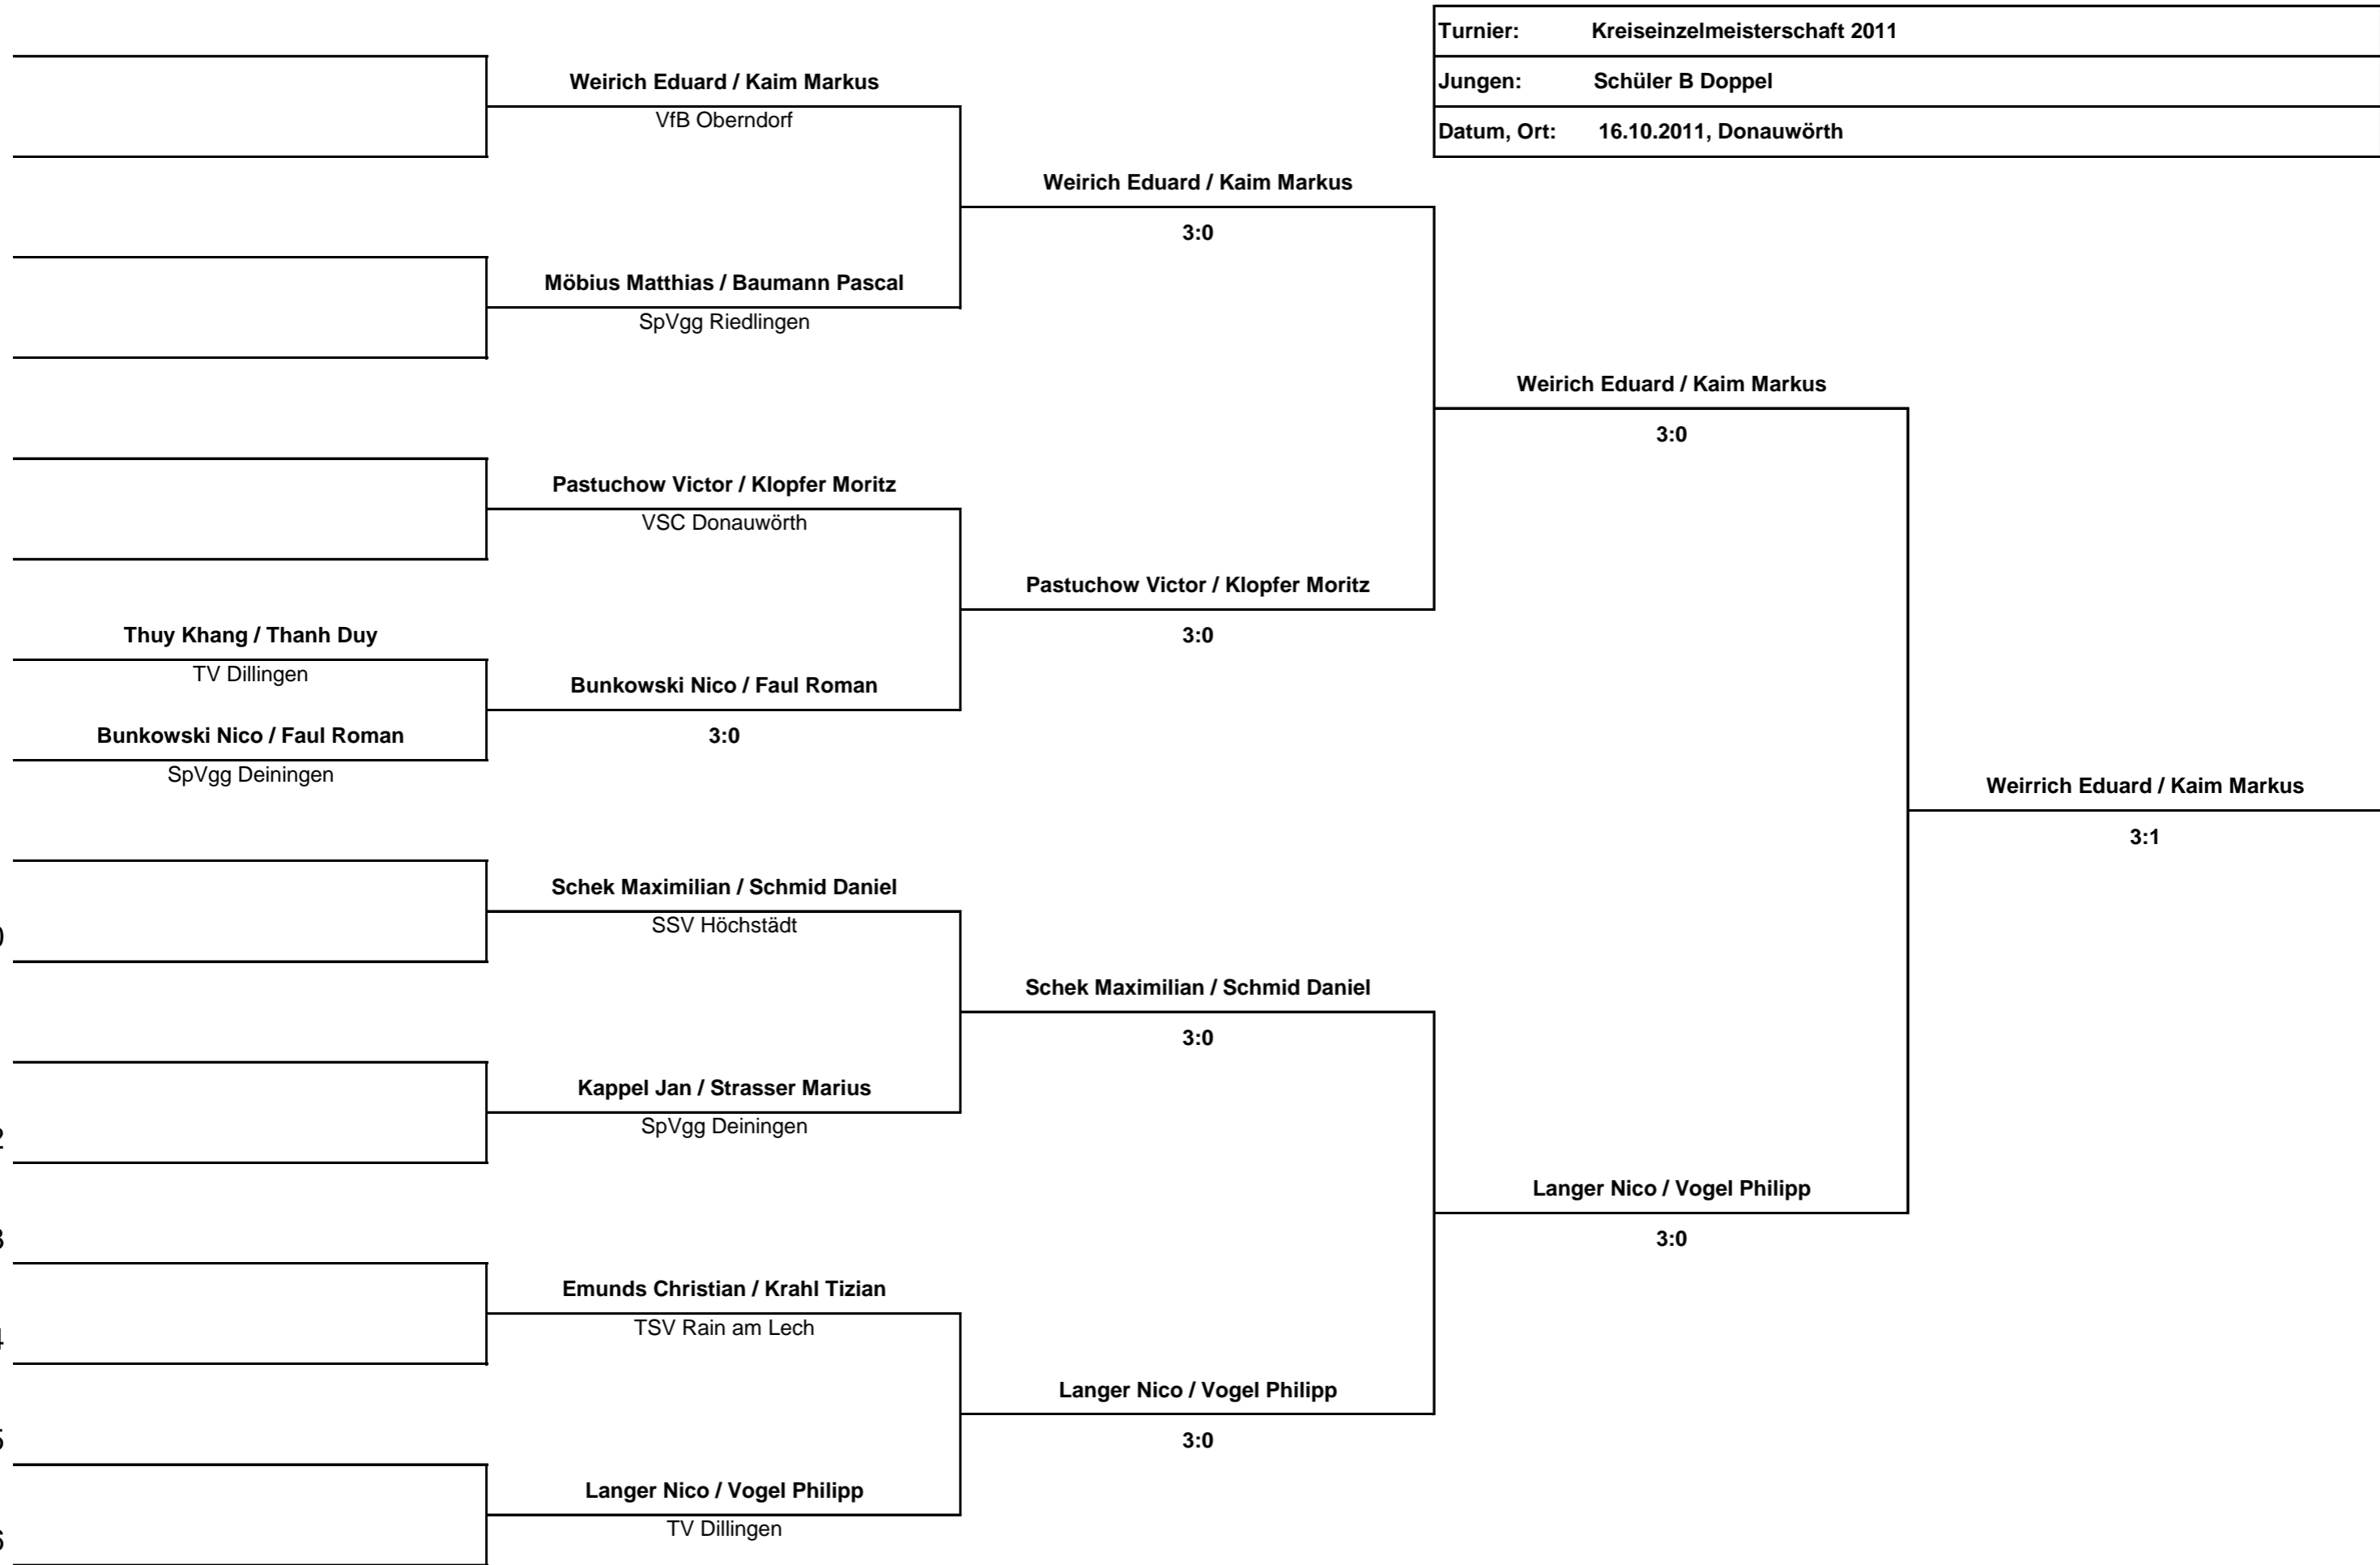 Turnier: Kreiseinzelmeisterschaft 2011
Jungen: Schüler B Doppel
Datum, Ort: 16.10.2011, Donauwörth
Weirich Eduard / Kaim Markus
VfB Oberndorf
Weirich Eduard / Kaim Markus
3:0
Möbius Matthias / Baumann Pascal
SpVgg Riedlingen
Weirich Eduard / Kaim Markus
3:0
Pastuchow Victor / Klopfer Moritz
VSC Donauwörth
Pastuchow Victor / Klopfer Moritz
3:0
Thuy Khang / Thanh Duy
TV Dillingen
Bunkowski Nico / Faul Roman
3:0
Bunkowski Nico / Faul Roman
SpVgg Deiningen
Weirrich Eduard / Kaim Markus
3:1
Schek Maximilian / Schmid Daniel
SSV Höchstädt
Schek Maximilian / Schmid Daniel
3:0
Kappel Jan / Strasser Marius
SpVgg Deiningen
Langer Nico / Vogel Philipp
3:0
Emunds Christian / Krahl Tizian
TSV Rain am Lech
Langer Nico / Vogel Philipp
3:0
Langer Nico / Vogel Philipp
TV Dillingen